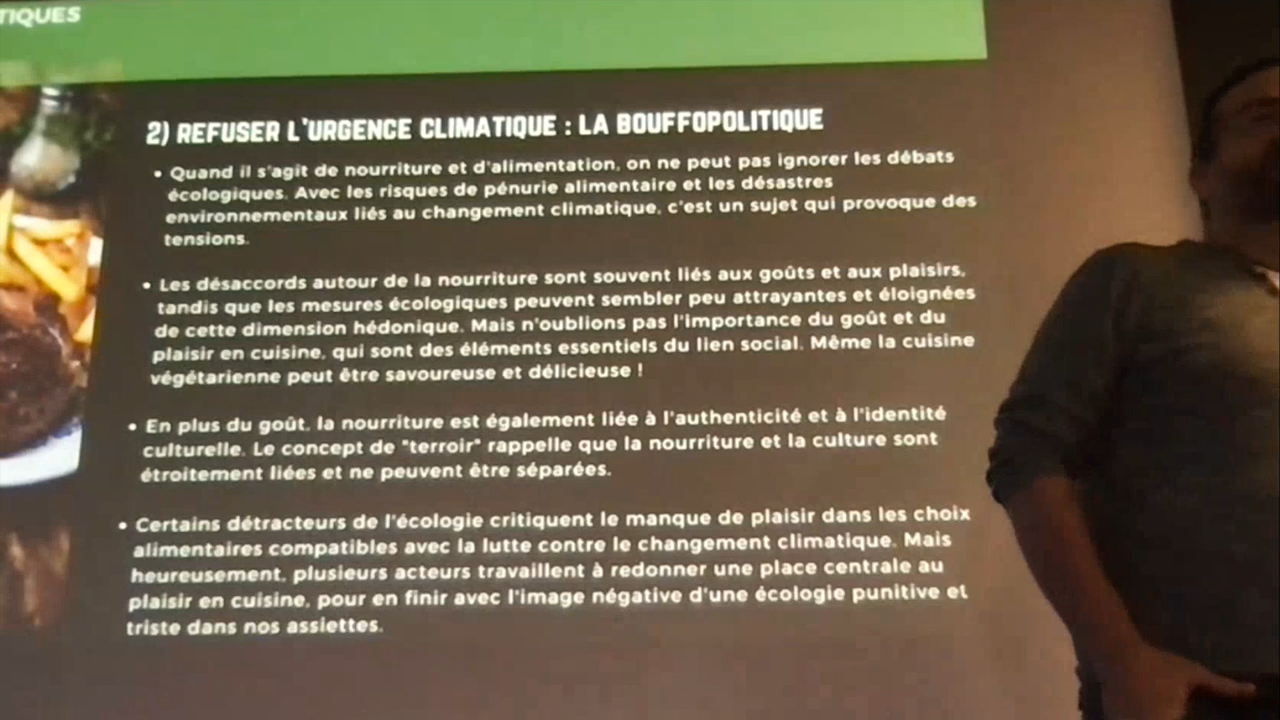 TIQUES
2) REFUSER L'URGENCE CLIMATIQUE : LA BOUFFOPOLITIQUE
• Quand il s'agit de nourriture et d'alimentation, on ne peut pas ignorer les débats
écologiques. Avec les risques de pénurie alimentaire et les désastres
environnementaux liés au changement climatique, c'est un sujet qui provoque des
tensions.
• Les désaccords autour de la nourriture sont souvent liés aux goûts et aux plaisirs,
tandis que les mesures écologiques peuvent sembler peu attrayantes et éloignées
de cette dimension hédonique. Mais n'oublions pas l'importance du goût et du
plaisir en cuisine, qui sont des éléments essentiels du lien social. Même la cuisine
végétarienne peut être savoureuse et délicieuse !
• En plus du goût, la nourriture est également liée à l'authenticité et à l'identité
culturelle. Le concept de "terroir" rappelle que la nourriture et la culture sont
étroitement liées et ne peuvent être séparées.
• Certains détracteurs de l'écologie critiquent le manque de plaisir dans les choix
alimentaires compatibles avec la lutte contre le changement climatique. Mais
heureusement, plusieurs acteurs travaillent à redonner une place centrale au
plaisir en cuisine, pour en finir avec l'image négative d'une écologie punitive et
triste dans nos assiettes.